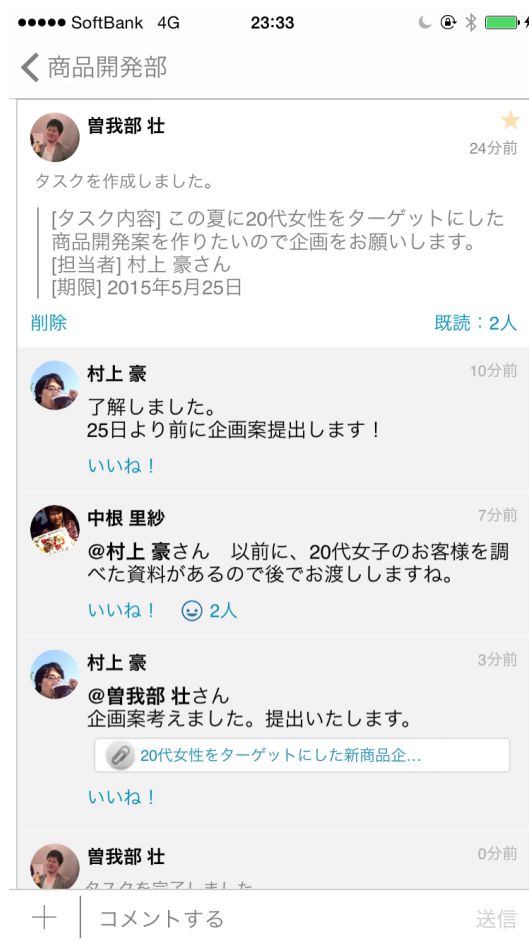 SoftBank 4G 23:33
商品開発部
曽我部 壮
24分前
タスクを作成しました。
[タスク内容] この夏に20代女性をターゲットにした
商品開発案を作りたいので企画をお願いします。
[担当者] 村上 豪さん
[期限] 2015年5月25日
削除 既読：2人
村上 豪 10分前
了解しました。
25日より前に企画案提出します！
いいね！
中根 里紗 7分前
@村上 豪さん　以前に、20代女子のお客様を調
べた資料があるので後でお渡ししますね。
いいね！ 2人
村上 豪 3分前
@曽我部 壮さん
企画案考えました。提出いたします。
20代女性をターゲットにした新商品企…
いいね！
曽我部 壮 0分前
タスクを完了しました
コメントする 送信